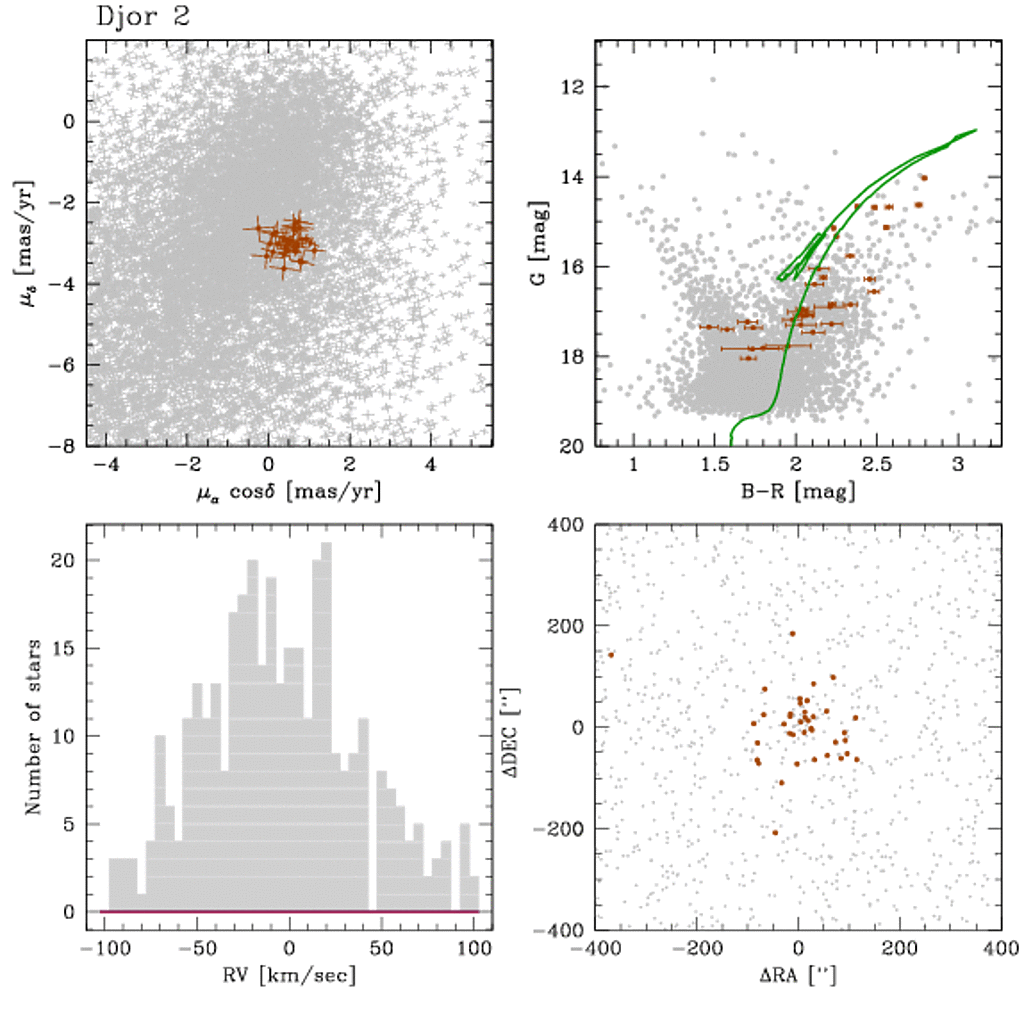 Djor 2
0
−2
−4
−6
−8
μδ [mas/yr]
−4 −2 0 2 4
μα cosδ [mas/yr]
12
14
16
18
20
G [mag]
1 1.5 2 2.5 3
B−R [mag]
20
15
10
5
0
Number of stars
−100 −50 0 50 100
RV [km/sec]
400
200
0
−200
−400
ΔDEC ["]
−400 −200 0 200 400
ΔRA ["]